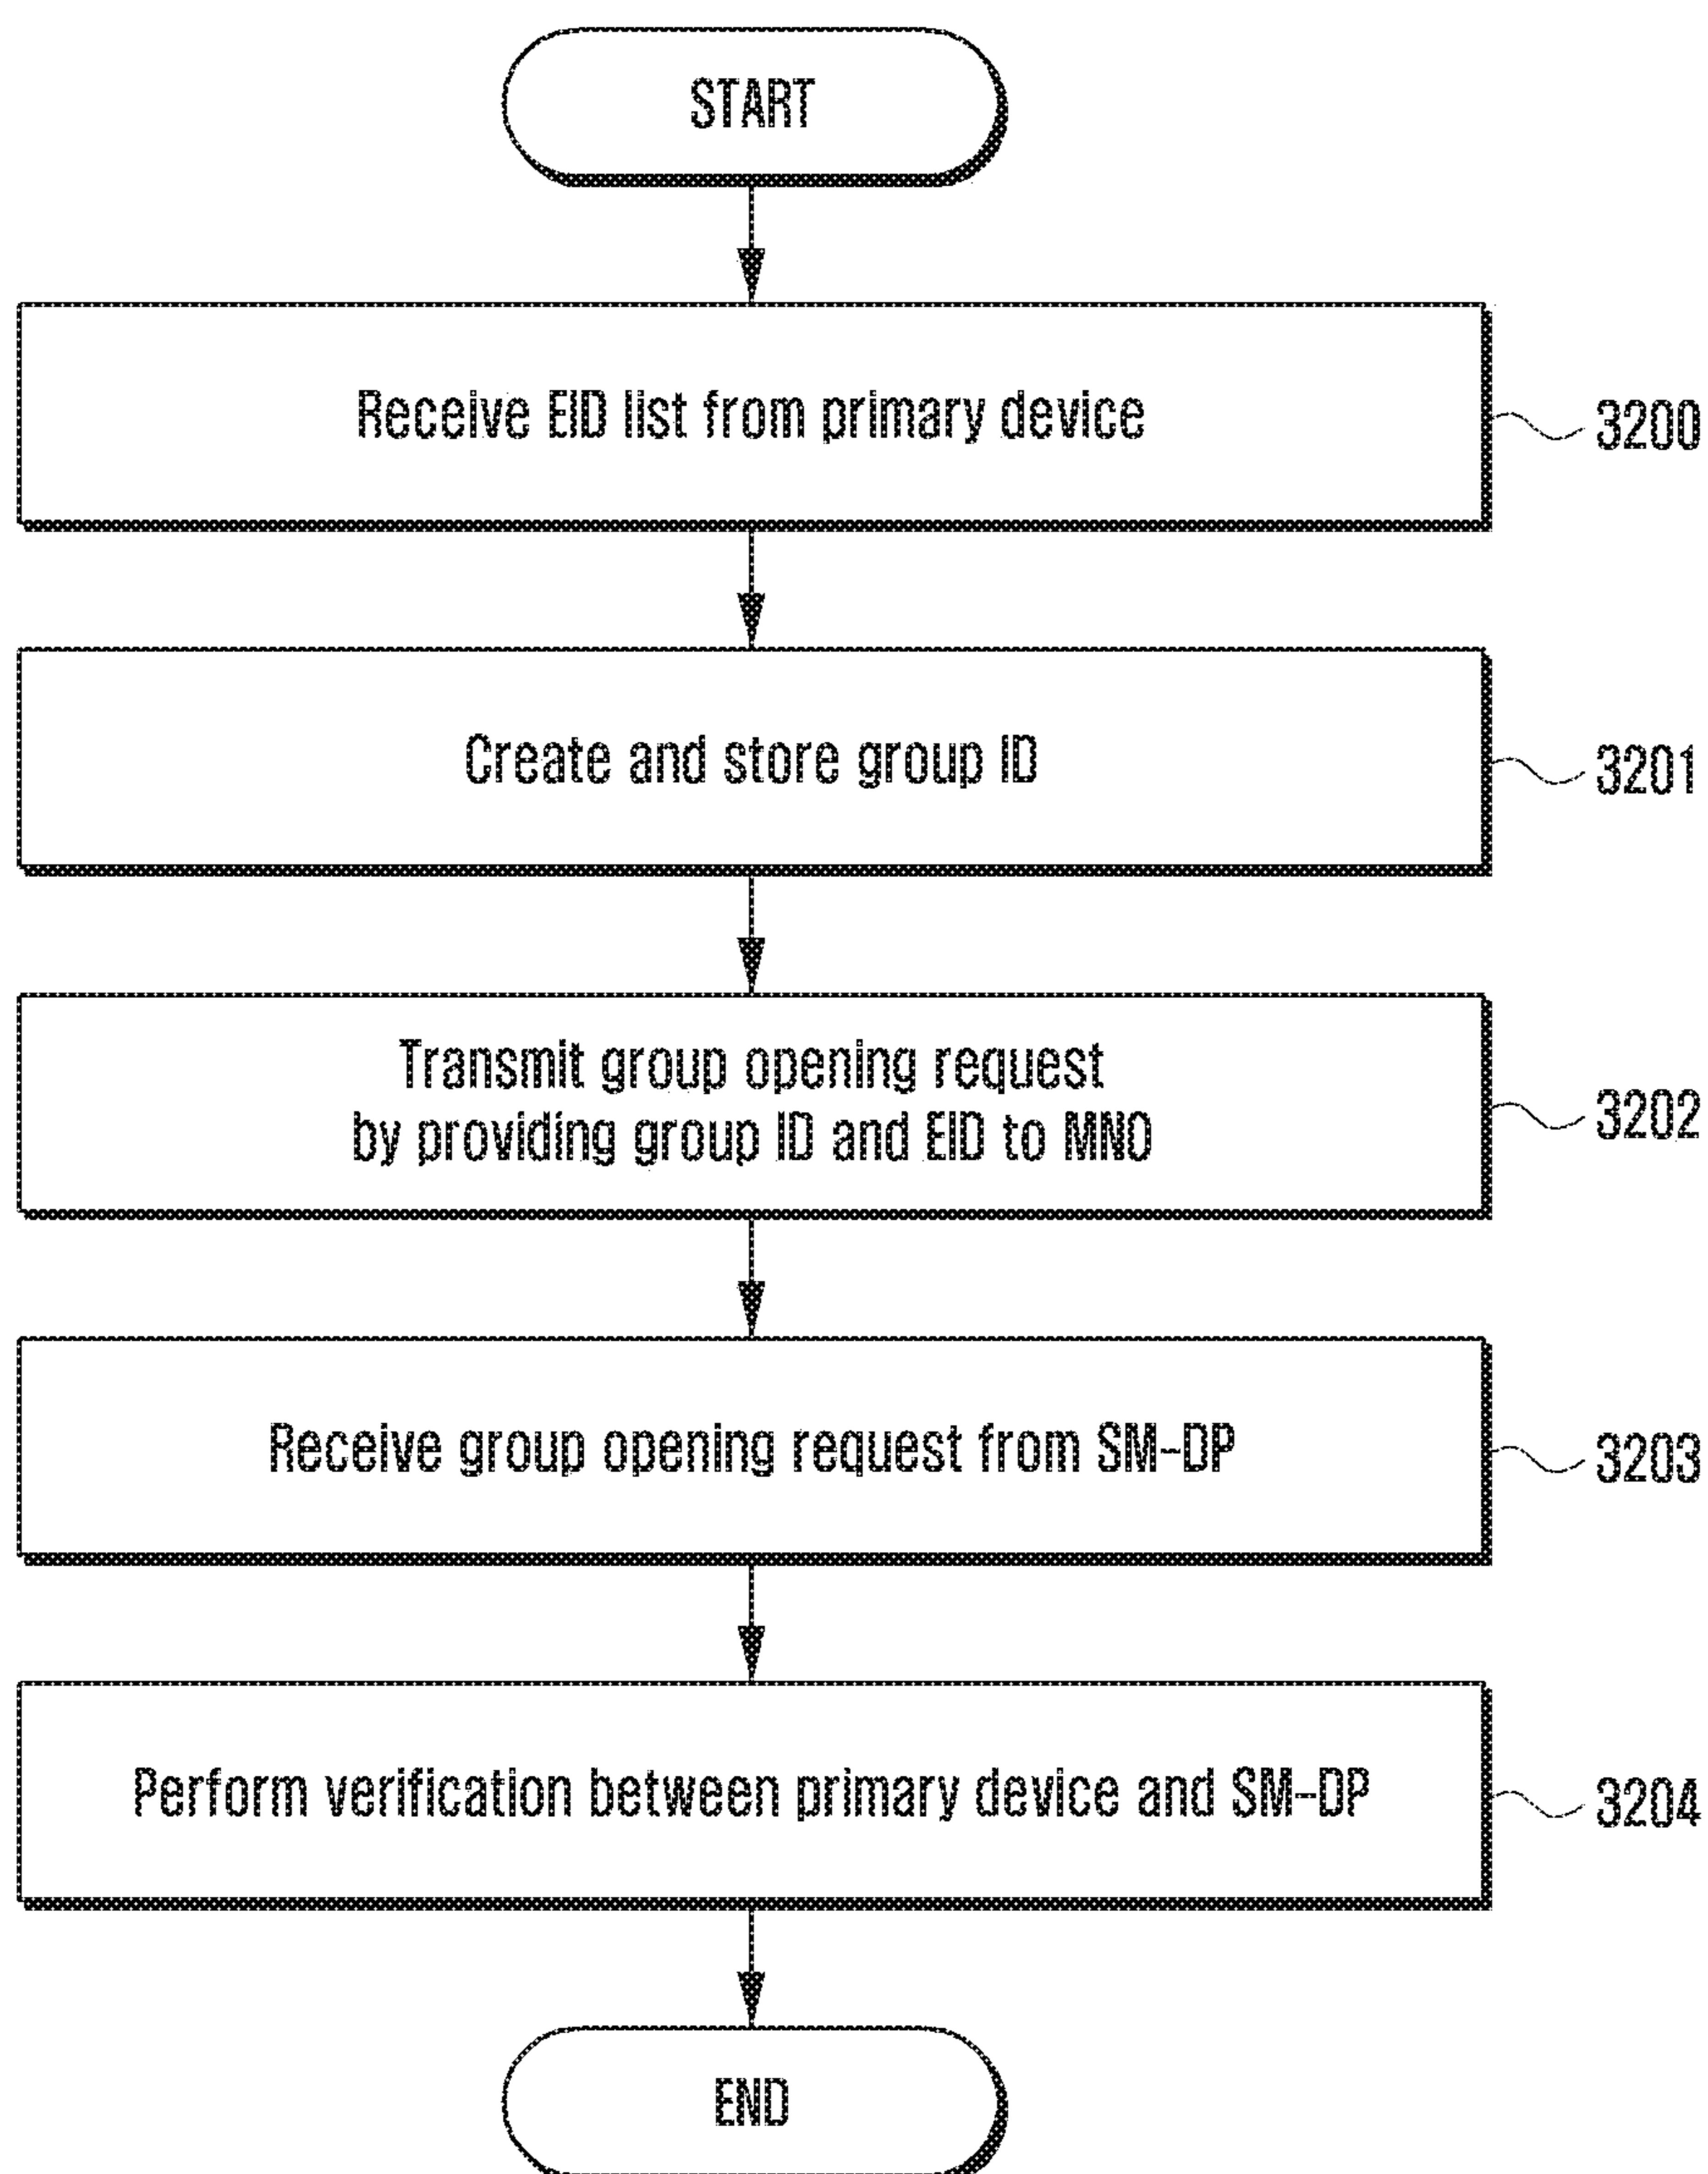 START
Receive EID list from primary device
3200
Create and store group ID
3201
Transmit group opening request
by providing group ID and EID to MNO
3202
Receive group opening request from SM-DP
3203
Perform verification between primary device and SM-DP
3204
END